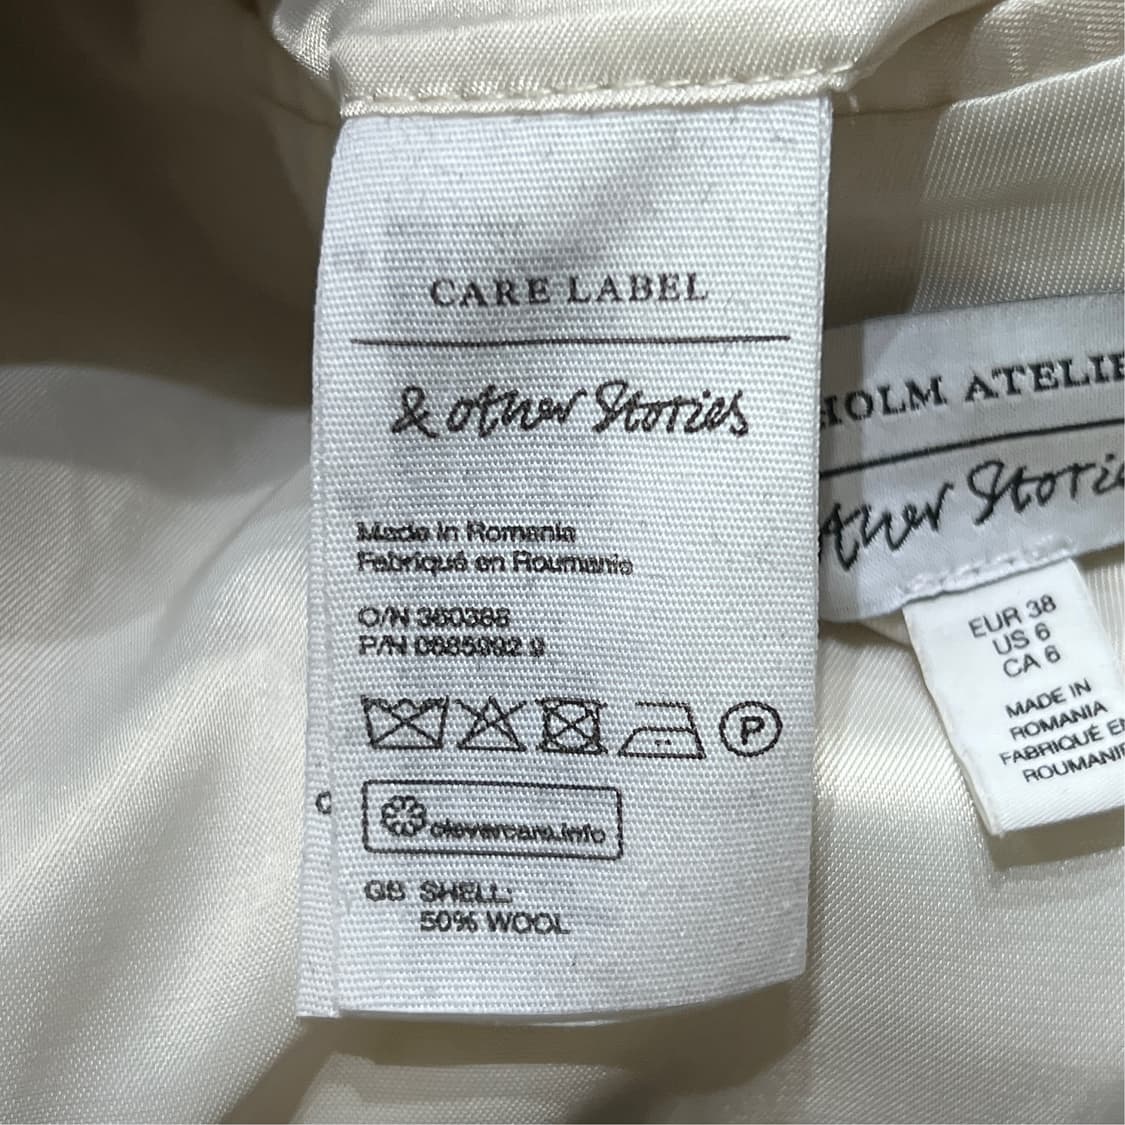 CARE LABEL
& other Stories
Made in Romania
Fabriqué en Roumanie
O/N 360388
P/N 0685992 9
P
clevercare.info
GB SHELL:
50% WOOL
HOLM ATELIE
other Storie
EUR 38
US 6
CA 6
MADE IN
ROMANIA
FABRIQUÉ EN
ROUMANIE